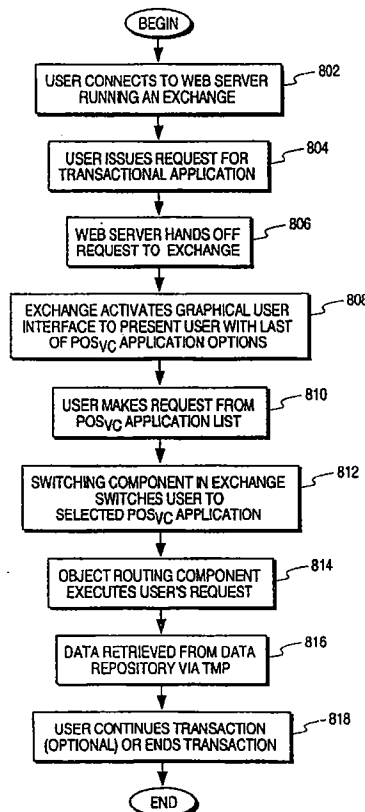 BEGIN
USER CONNECTS TO WEB SERVER
RUNNING AN EXCHANGE
802
USER ISSUES REQUEST FOR
TRANSACTIONAL APPLICATION
804
WEB SERVER HANDS OFF
REQUEST TO EXCHANGE
806
EXCHANGE ACTIVATES GRAPHICAL USER
INTERFACE TO PRESENT USER WITH LAST
OF POSVC APPLICATION OPTIONS
808
USER MAKES REQUEST FROM
POSVC APPLICATION LIST
810
SWITCHING COMPONENT IN EXCHANGE
SWITCHES USER TO
SELECTED POSVC APPLICATION
812
OBJECT ROUTING COMPONENT
EXECUTES USER'S REQUEST
814
DATA RETRIEVED FROM DATA
REPOSITORY VIA TMP
816
USER CONTINUES TRANSACTION
(OPTIONAL) OR ENDS TRANSACTION
818
END